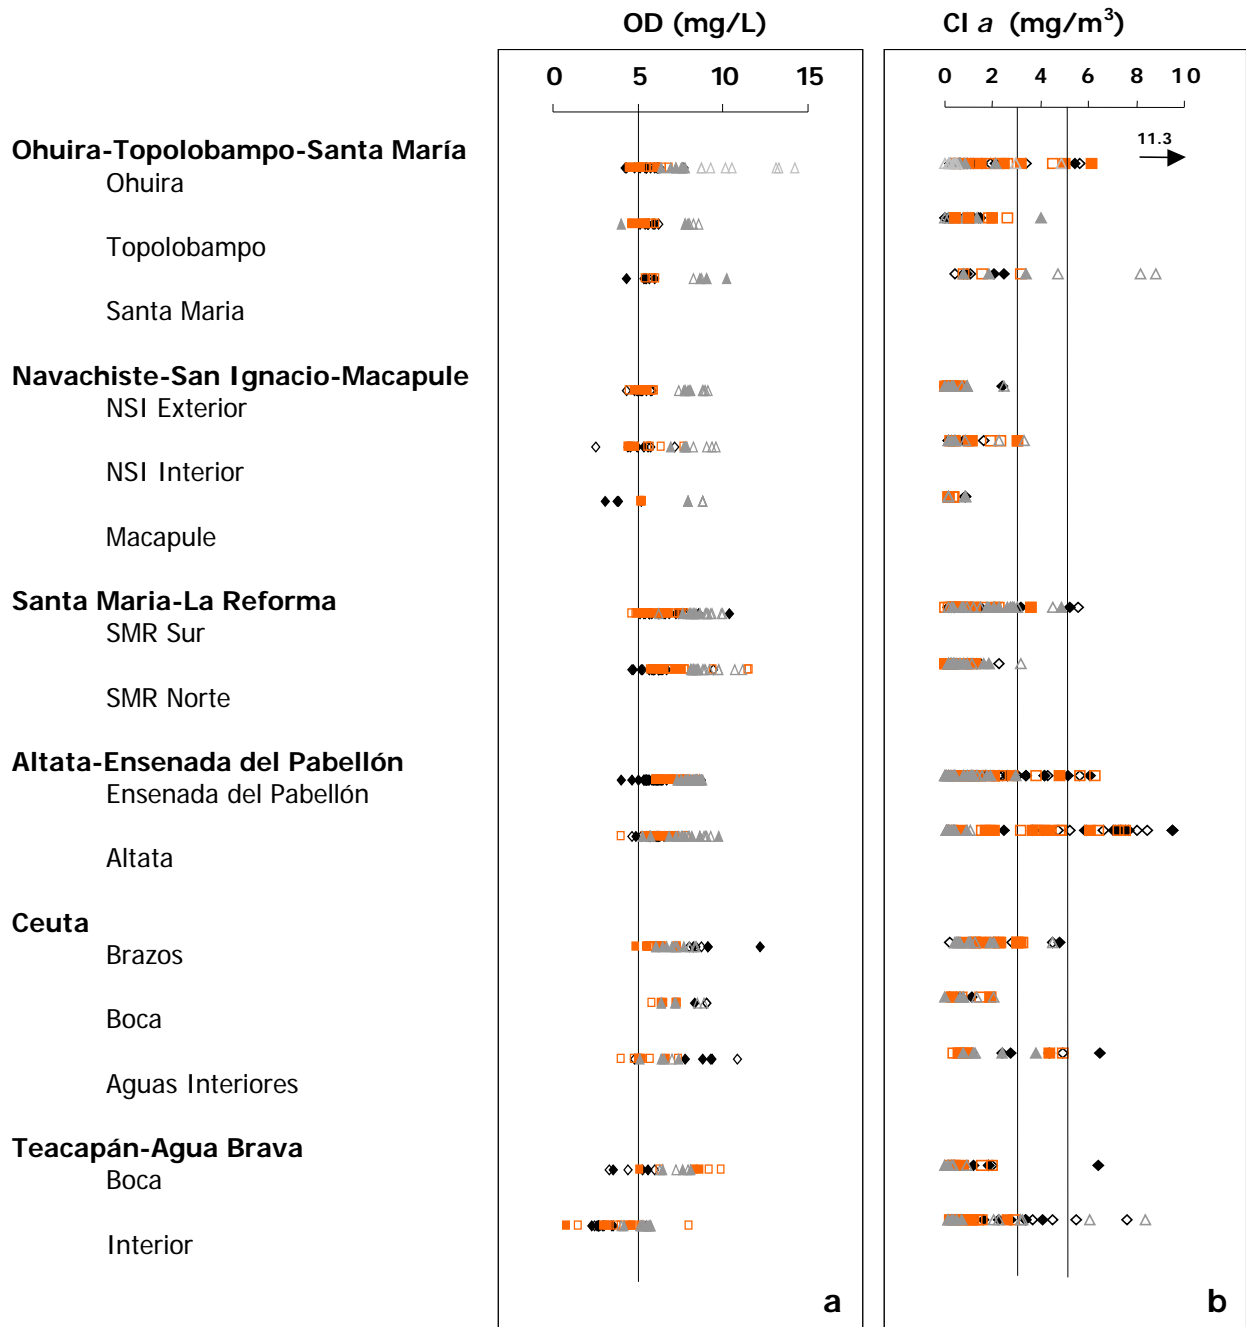 OD (mg/L)
Cl a (mg/m³)
0 5 10 15
0 2 4 6 8 10
11.3
Ohuira-Topolobampo-Santa María
Ohuira
Topolobampo
Santa Maria
Navachiste-San Ignacio-Macapule
NSI Exterior
NSI Interior
Macapule
Santa Maria-La Reforma
SMR Sur
SMR Norte
Altata-Ensenada del Pabellón
Ensenada del Pabellón
Altata
Ceuta
Brazos
Boca
Aguas Interiores
Teacapán-Agua Brava
Boca
Interior
a
b